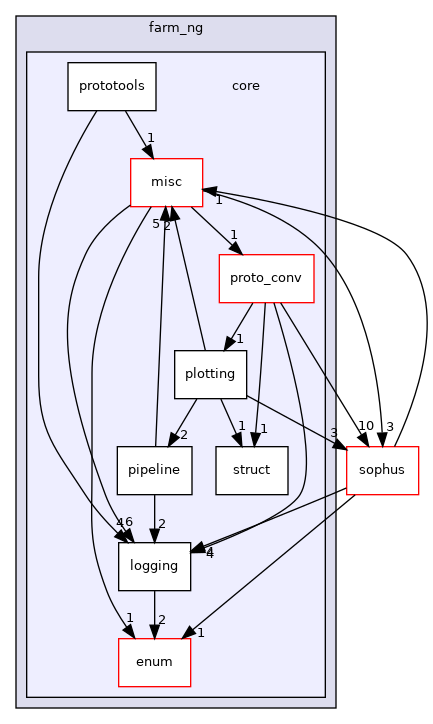 farm_ng
prototools
core
1
misc
1
5
2
1
proto_conv
1
plotting
2
1
1
3
10
3
pipeline
struct
sophus
46
2
4
logging
1
2
1
enum